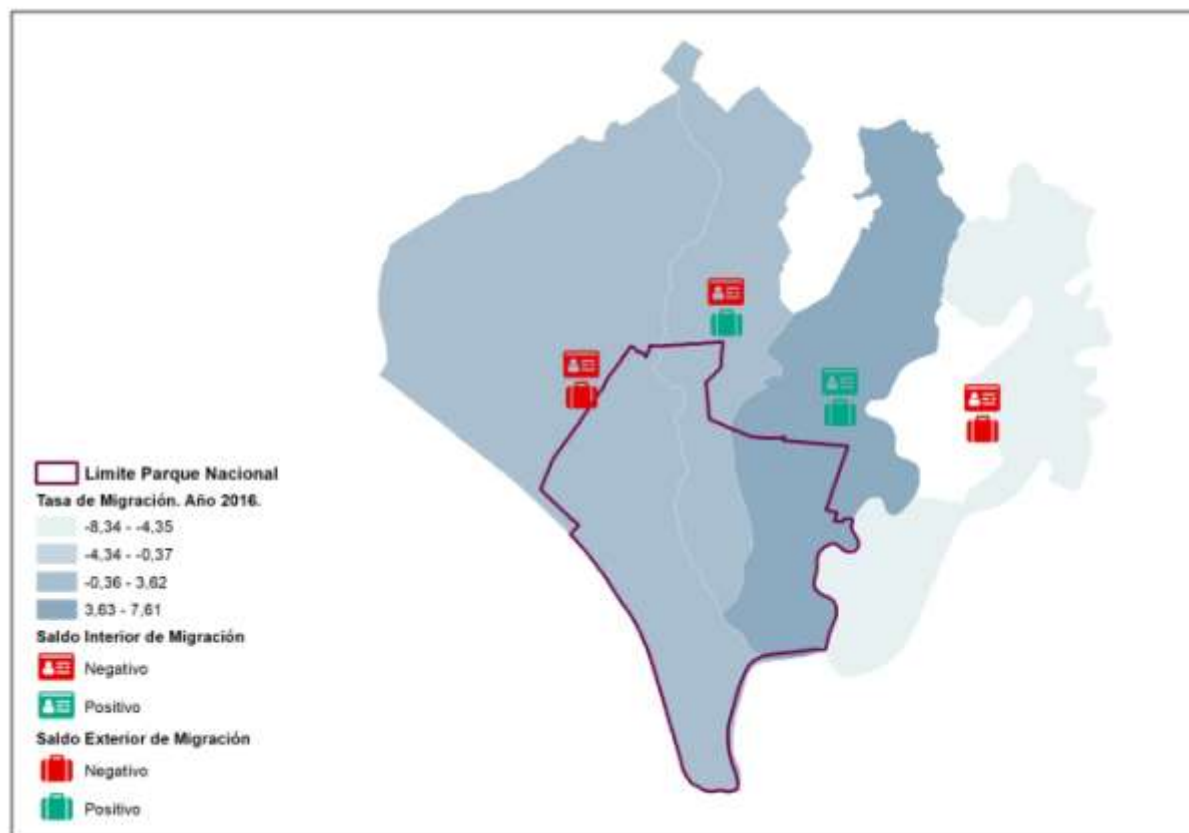 Limite Parque Nacional
Tasa de Migración. Año 2016.
-8,34 - -4,35
-4,34 - -0,37
-0,36 - 3,62
3,63 - 7,61
Saldo Interior de Migración
Negativo
Positivo
Saldo Exterior de Migración
Negativo
Positivo